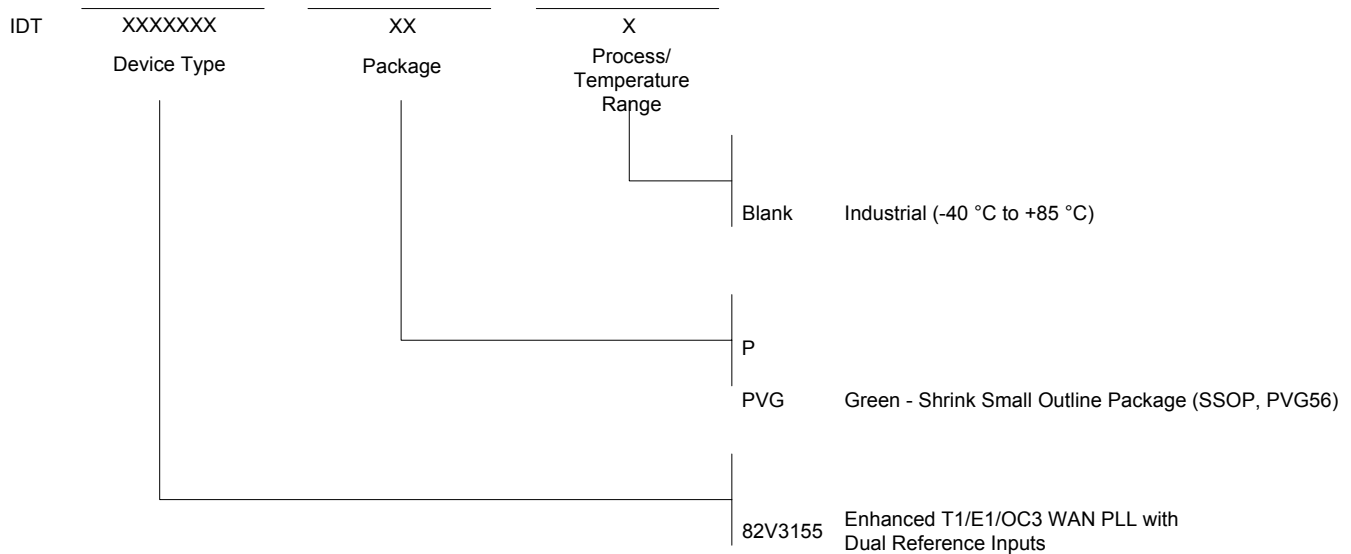 IDT XXXXXXX XX X
Device Type Package Process/
Temperature
Range
Blank Industrial (-40 °C to +85 °C)
P
PVG Green - Shrink Small Outline Package (SSOP, PVG56)
82V3155 Enhanced T1/E1/OC3 WAN PLL with
Dual Reference Inputs